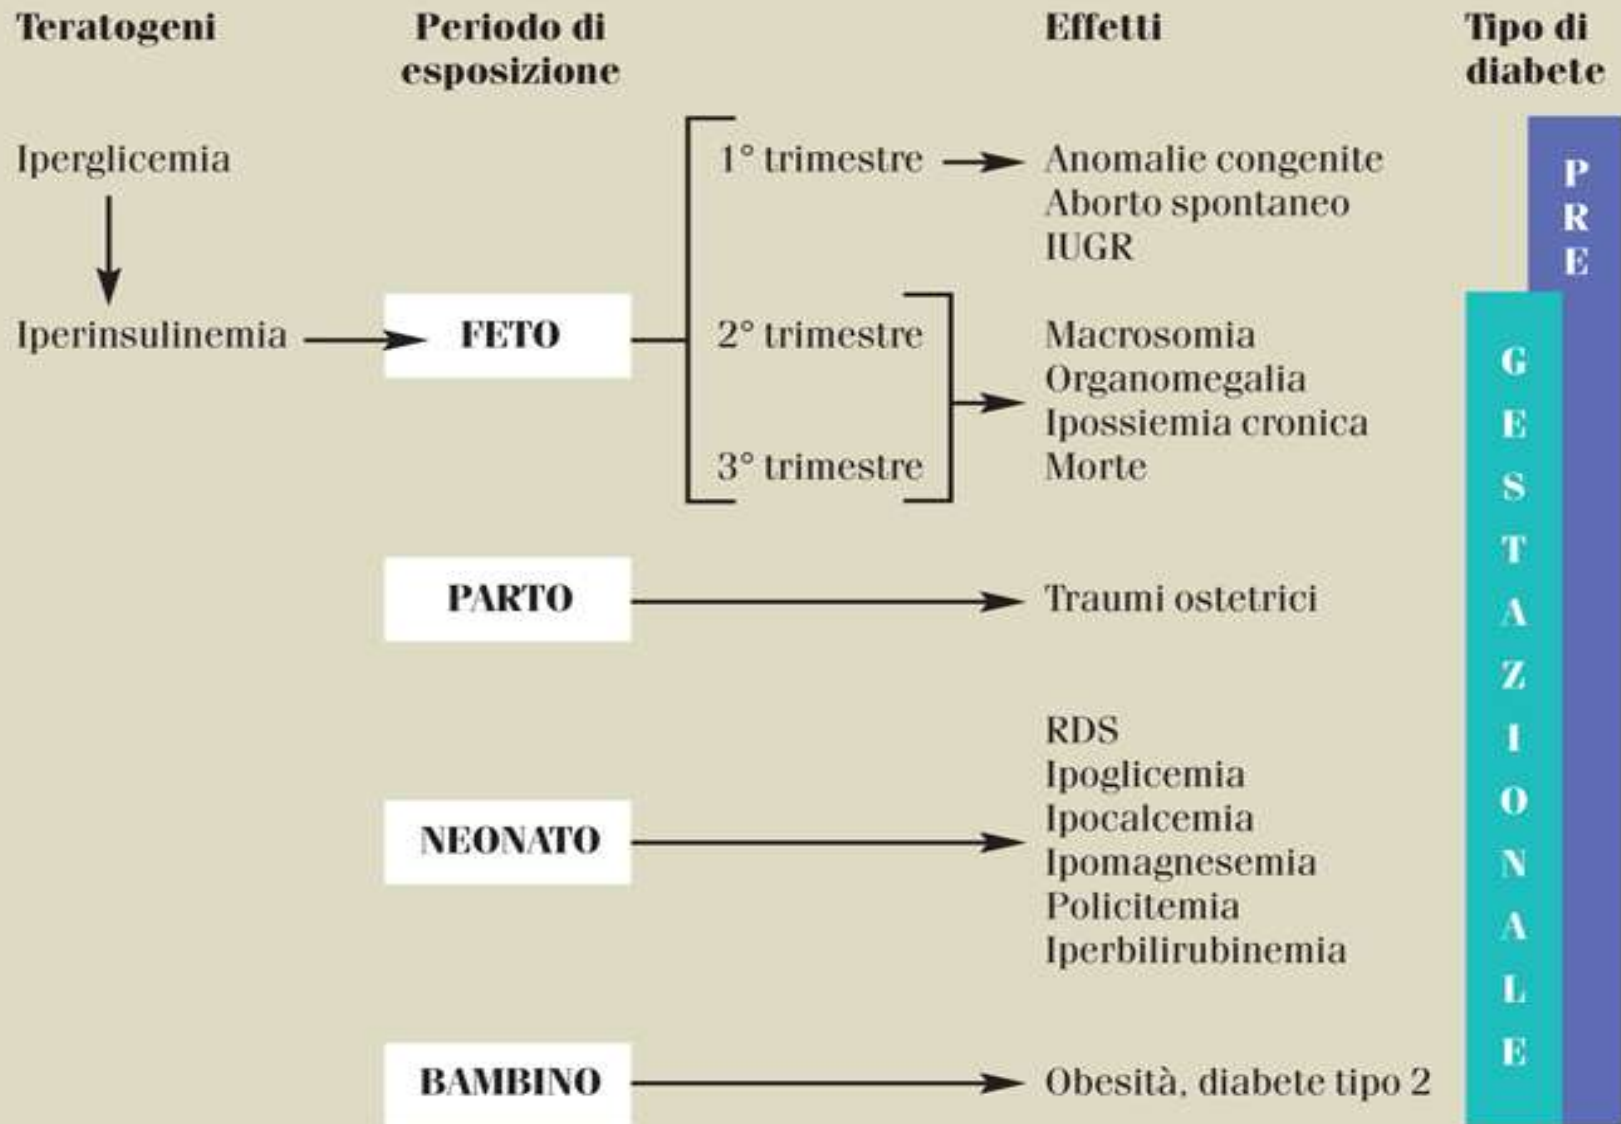 Teratogeni
Periodo di
esposizione
Effetti
Tipo di
diabete
Iperglicemia
Iperinsulinemia
FETO
1° trimestre
Anomalie congenite
Aborto spontaneo
IUGR
2° trimestre
3° trimestre
Macrosomia
Organomegalia
Ipossiemia cronica
Morte
PARTO
Traumi ostetrici
NEONATO
RDS
Ipoglicemia
Ipocalcemia
Ipomagnesemia
Policitemia
Iperbilirubinemia
BAMBINO
Obesità, diabete tipo 2
PRE
GESTAZIONALE